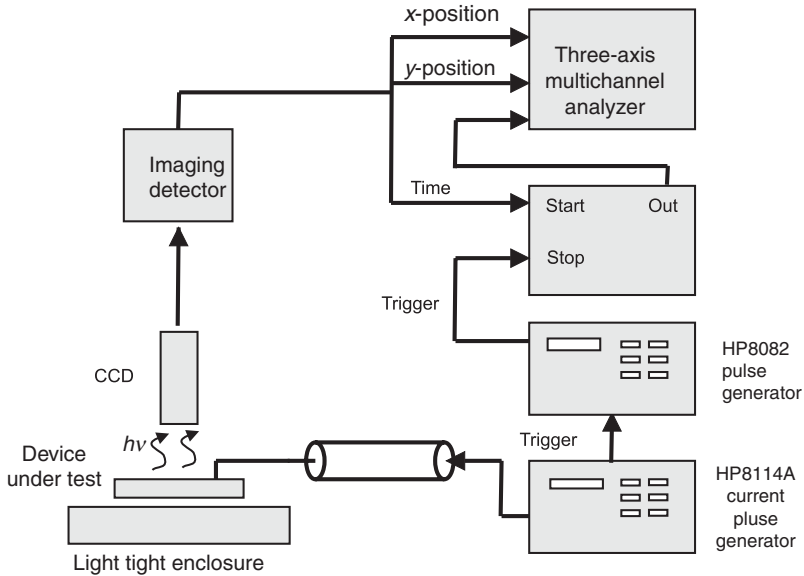 x-position
y-position
Three-axis
multichannel
analyzer
Imaging
detector
Time
Start
Out
Stop
Trigger
CCD
HP8082
pulse
generator
hν
Trigger
Device
under test
HP8114A
current
pluse
generator
Light tight enclosure